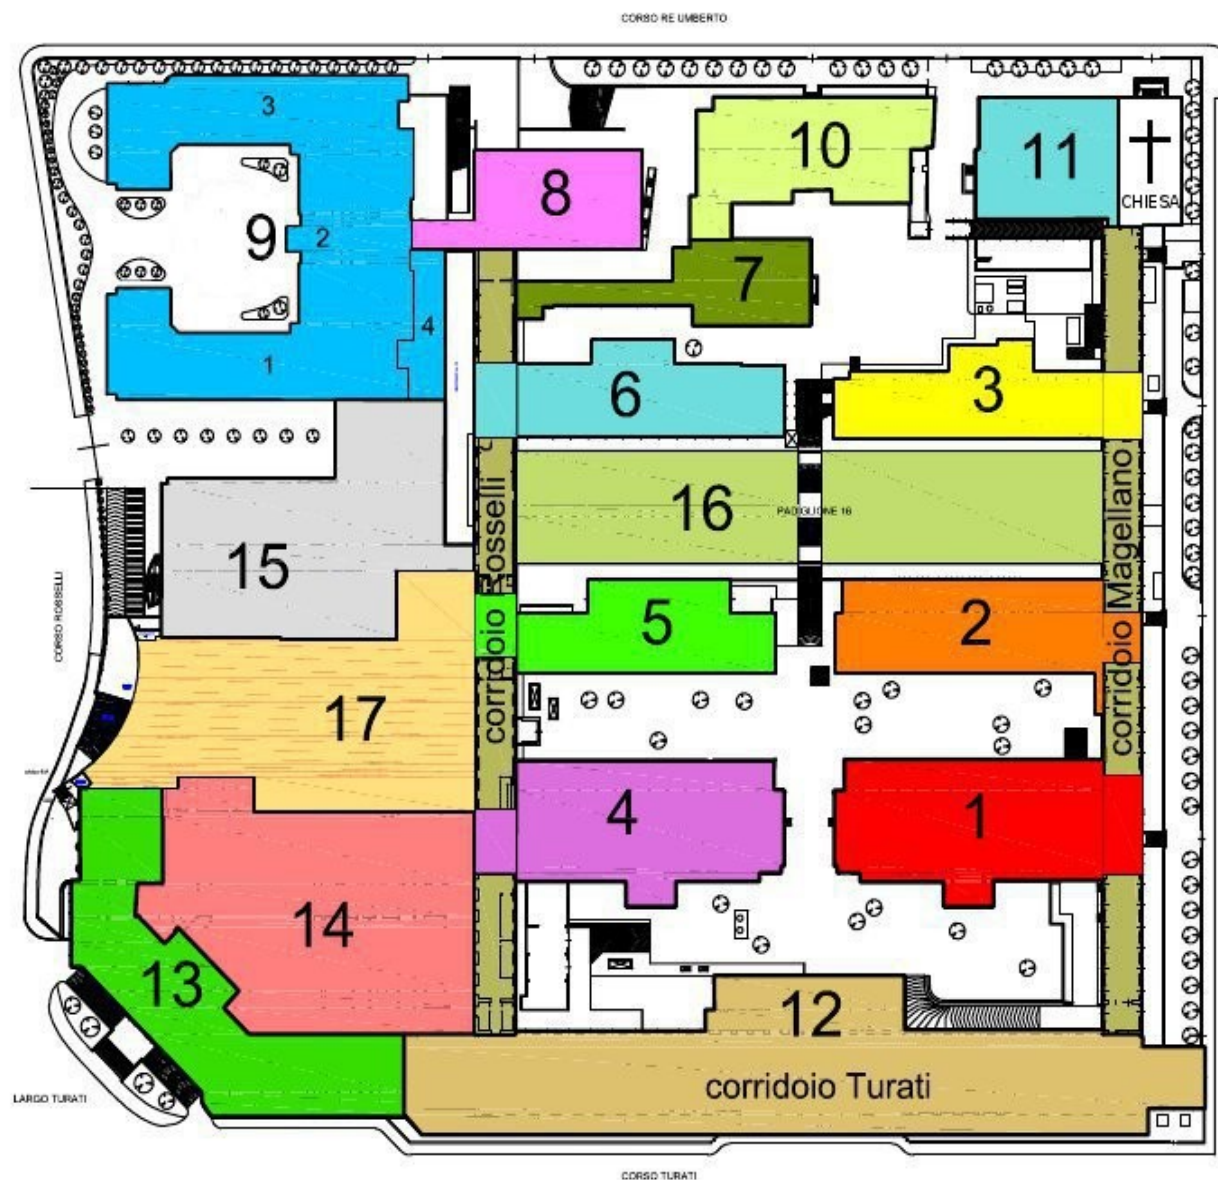 CORSO RE UMBERTO
3
10
11
8
CHIESA
9
2
7
4
1
6
3
corridoio Rosselli
16
PADIGLIONE 16
corridoio Magellano
15
CORSO ROSSELLI
5
2
17
4
1
14
13
12
corridoio Turati
LARGO TURATI
CORSO TURATI